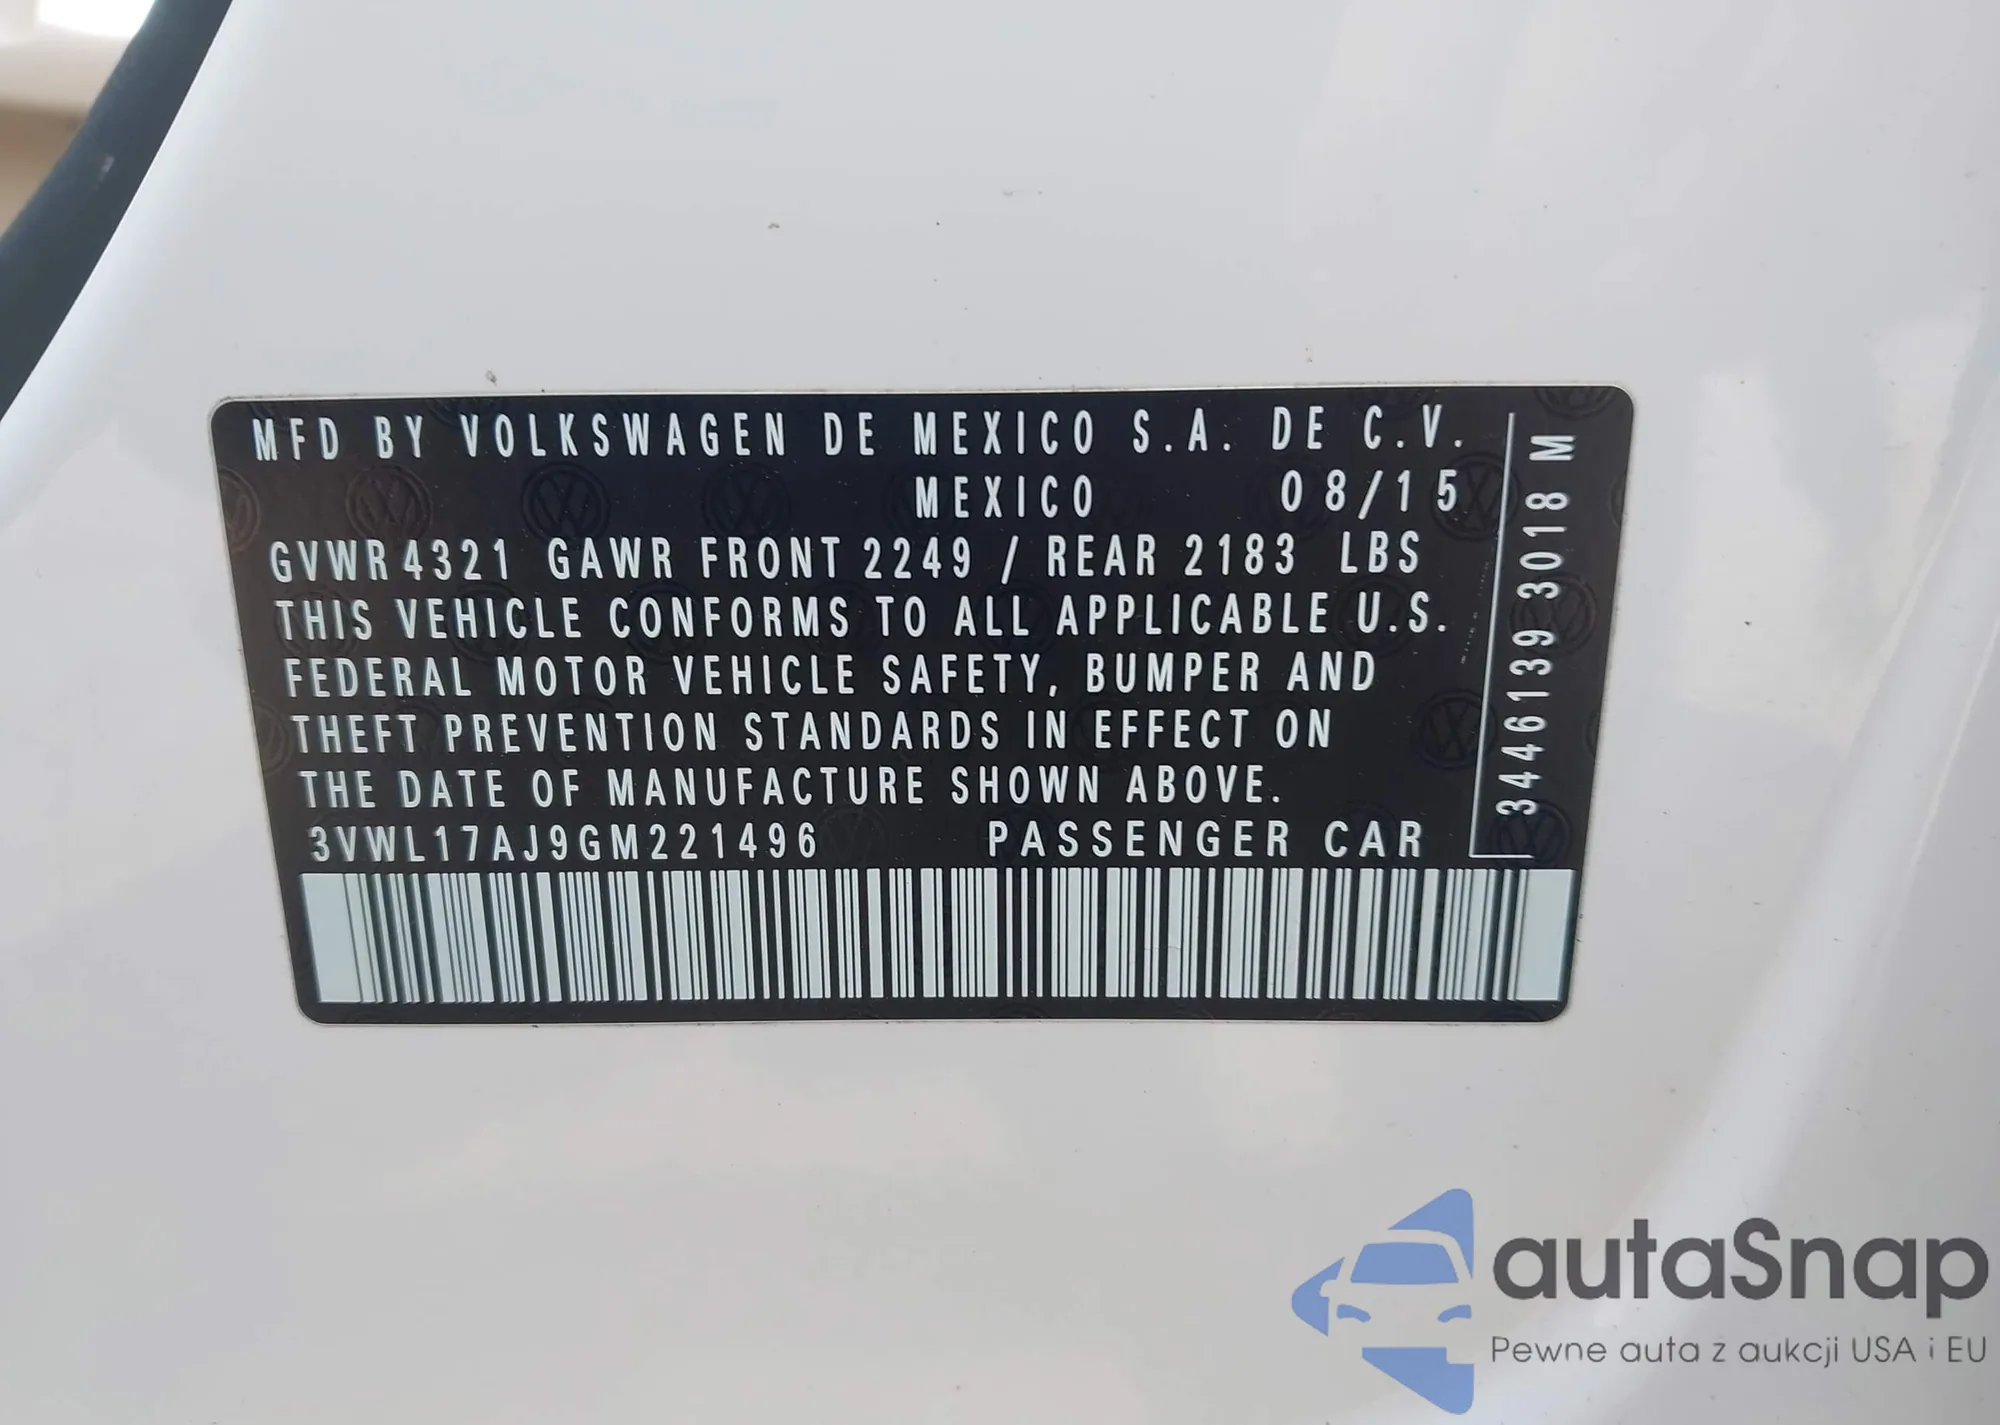 MFD BY VOLKSWAGEN DE MEXICO S.A. DE C.V.
MEXICO 08/15
GVWR 4321 GAWR FRONT 2249 / REAR 2183 LBS
THIS VEHICLE CONFORMS TO ALL APPLICABLE U.S.
FEDERAL MOTOR VEHICLE SAFETY, BUMPER AND
THEFT PREVENTION STANDARDS IN EFFECT ON
THE DATE OF MANUFACTURE SHOWN ABOVE.
3VWL17AJ9GM221496 PASSENGER CAR
3446139 3018 M
autaSnap
Pewne auta z aukcji USA i EU